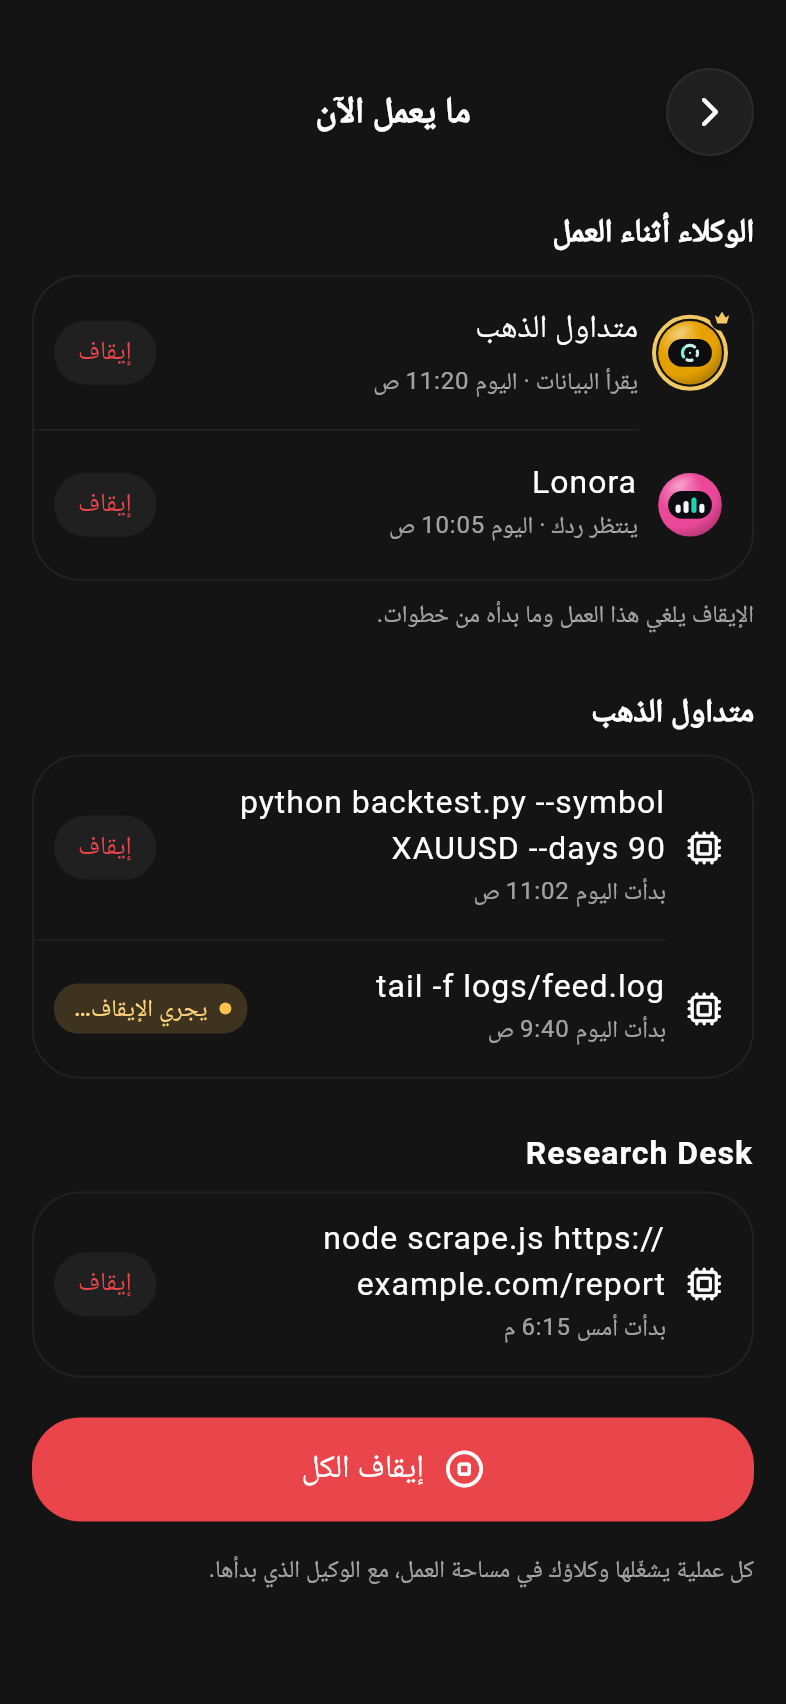 ما يعمل الآن
الوكلاء أثناء العمل
متداول الذهب
يقرأ البيانات · اليوم 11:20 ص
إيقاف
Lonora
ينتظر ردك · اليوم 10:05 ص
إيقاف
الإيقاف يلغي هذا العمل وما بدأه من خطوات.
متداول الذهب
python backtest.py --symbol
XAUUSD --days 90
بدأت اليوم 11:02 ص
إيقاف
tail -f logs/feed.log
بدأت اليوم 9:40 ص
يجري الإيقاف...
Research Desk
node scrape.js https://
example.com/report
بدأت أمس 6:15 م
إيقاف
إيقاف الكل
كل عملية يشغّلها وكلاؤك في مساحة العمل، مع الوكيل الذي بدأها.